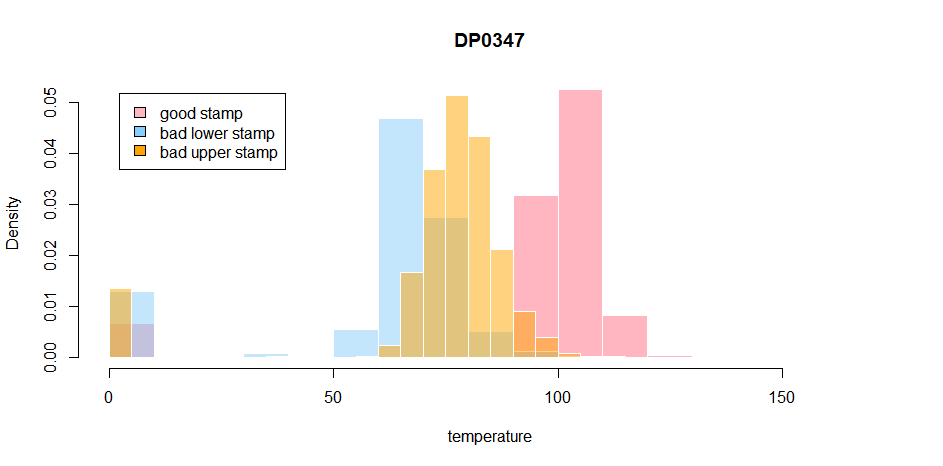 DP0347
good stamp
bad lower stamp
bad upper stamp
Density
0.05
0.04
0.03
0.02
0.01
0.00
0 50 100 150
temperature